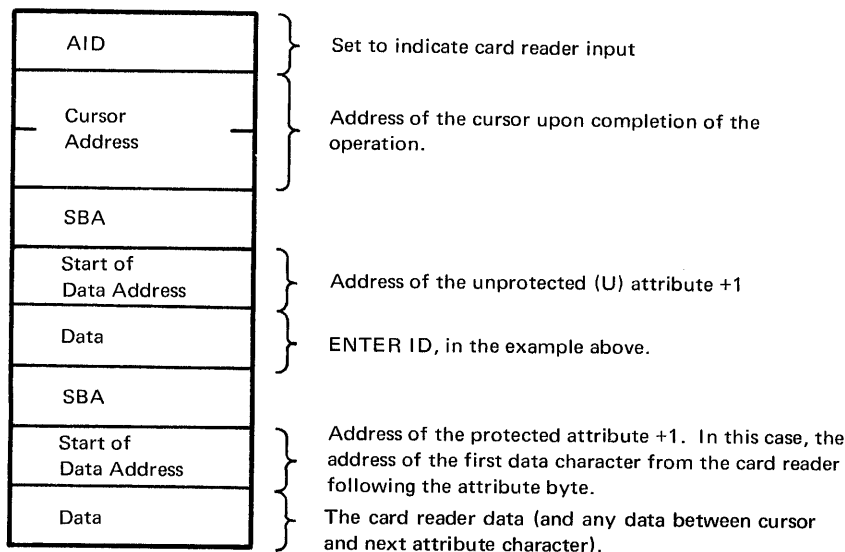 AID
Set to indicate card reader input
Cursor
Address
Address of the cursor upon completion of the
operation.
SBA
Start of
Data Address
Address of the unprotected (U) attribute +1
Data
ENTER ID, in the example above.
SBA
Start of
Data Address
Address of the protected attribute +1. In this case, the
address of the first data character from the card reader
following the attribute byte.
Data
The card reader data (and any data between cursor
and next attribute character).